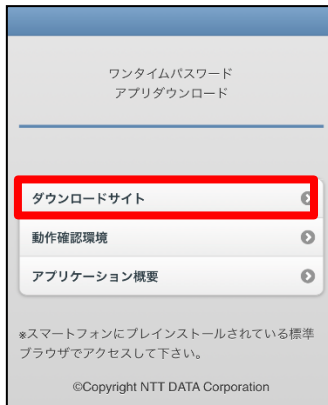 ワンタイムパスワード
アプリダウンロード
ダウンロードサイト
動作確認環境
アプリケーション概要
※スマートフォンにプレインストールされている標準
ブラウザでアクセスして下さい。
©Copyright NTT DATA Corporation